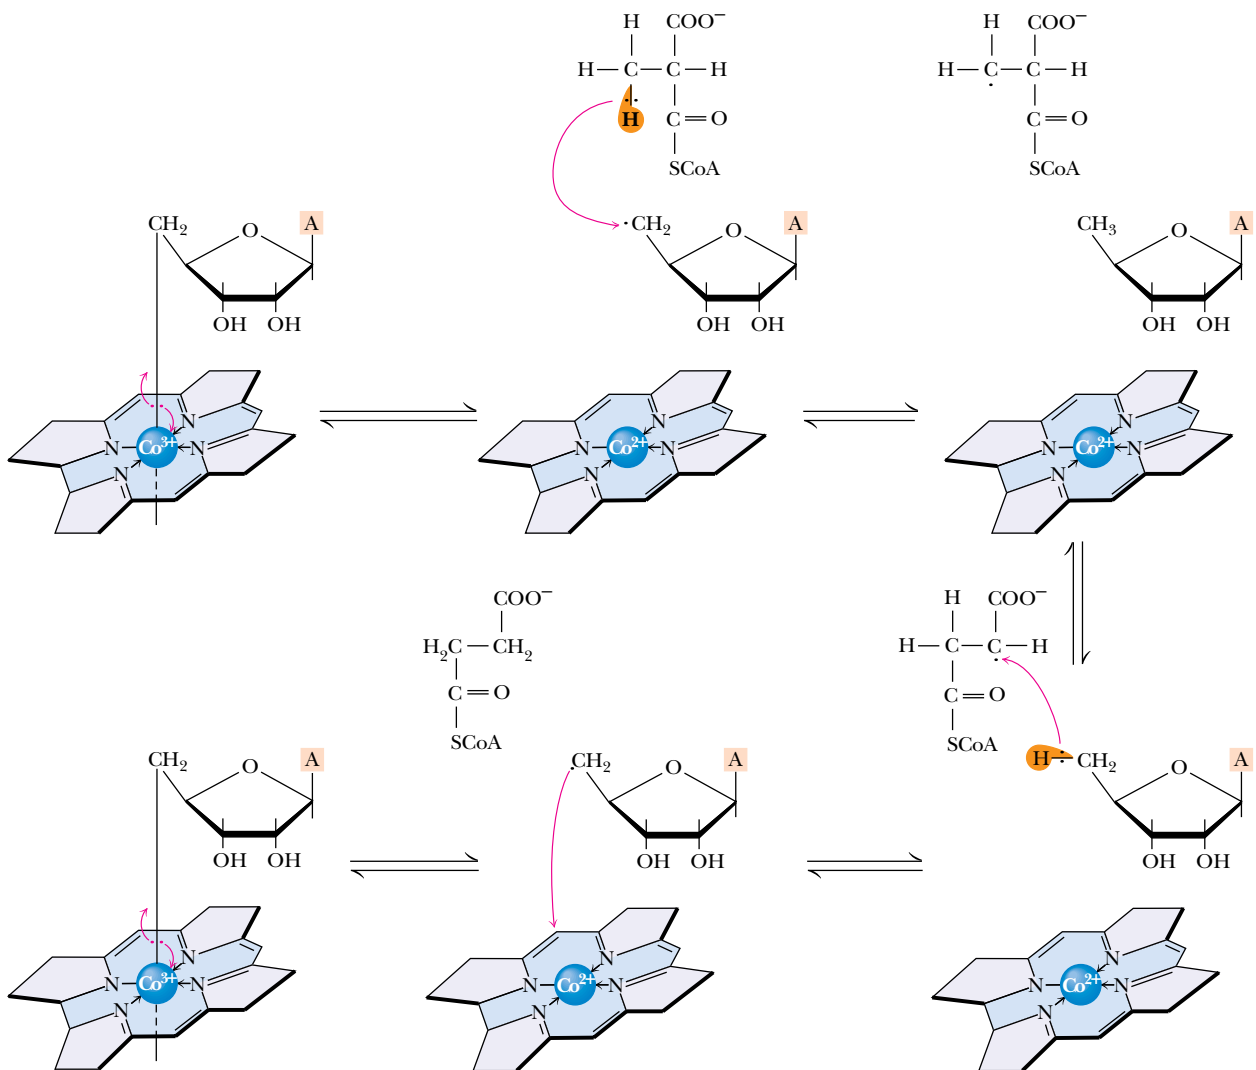 H COO−
H—C—C—H
H C=O
SCoA
H COO−
H—C—C—H
C=O
SCoA
CH2 O A
OH OH
CH2 O A
OH OH
CH3 O A
OH OH
N
N Co3+ N
N
N
N Co2+ N
N
N
N Co2+ N
N
COO−
H2C—CH2
C=O
SCoA
H COO−
H—C—C—H
C=O
SCoA
CH2 O A
OH OH
CH2 O A
OH OH
H—CH2 O A
OH OH
N
N Co3+ N
N
N
N Co2+ N
N
N
N Co2+ N
N